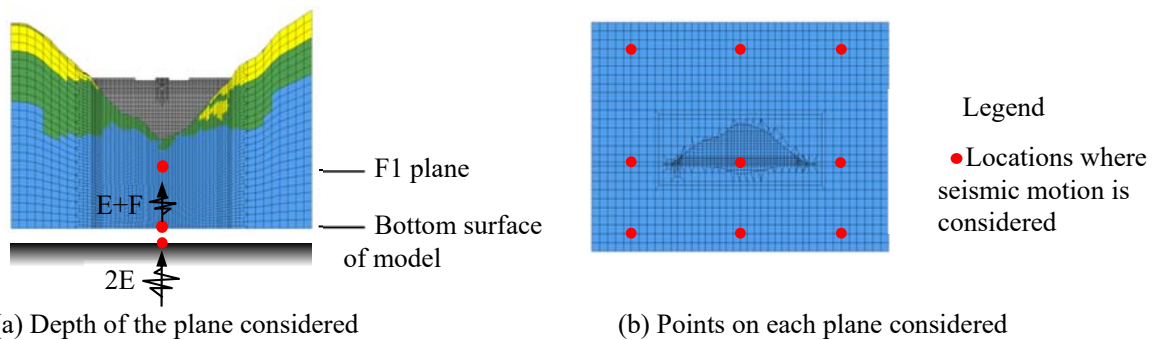 F1 plane
E+F
Bottom surface
of model
2E
(a) Depth of the plane considered
Legend
Locations where
seismic motion is
considered
(b) Points on each plane considered